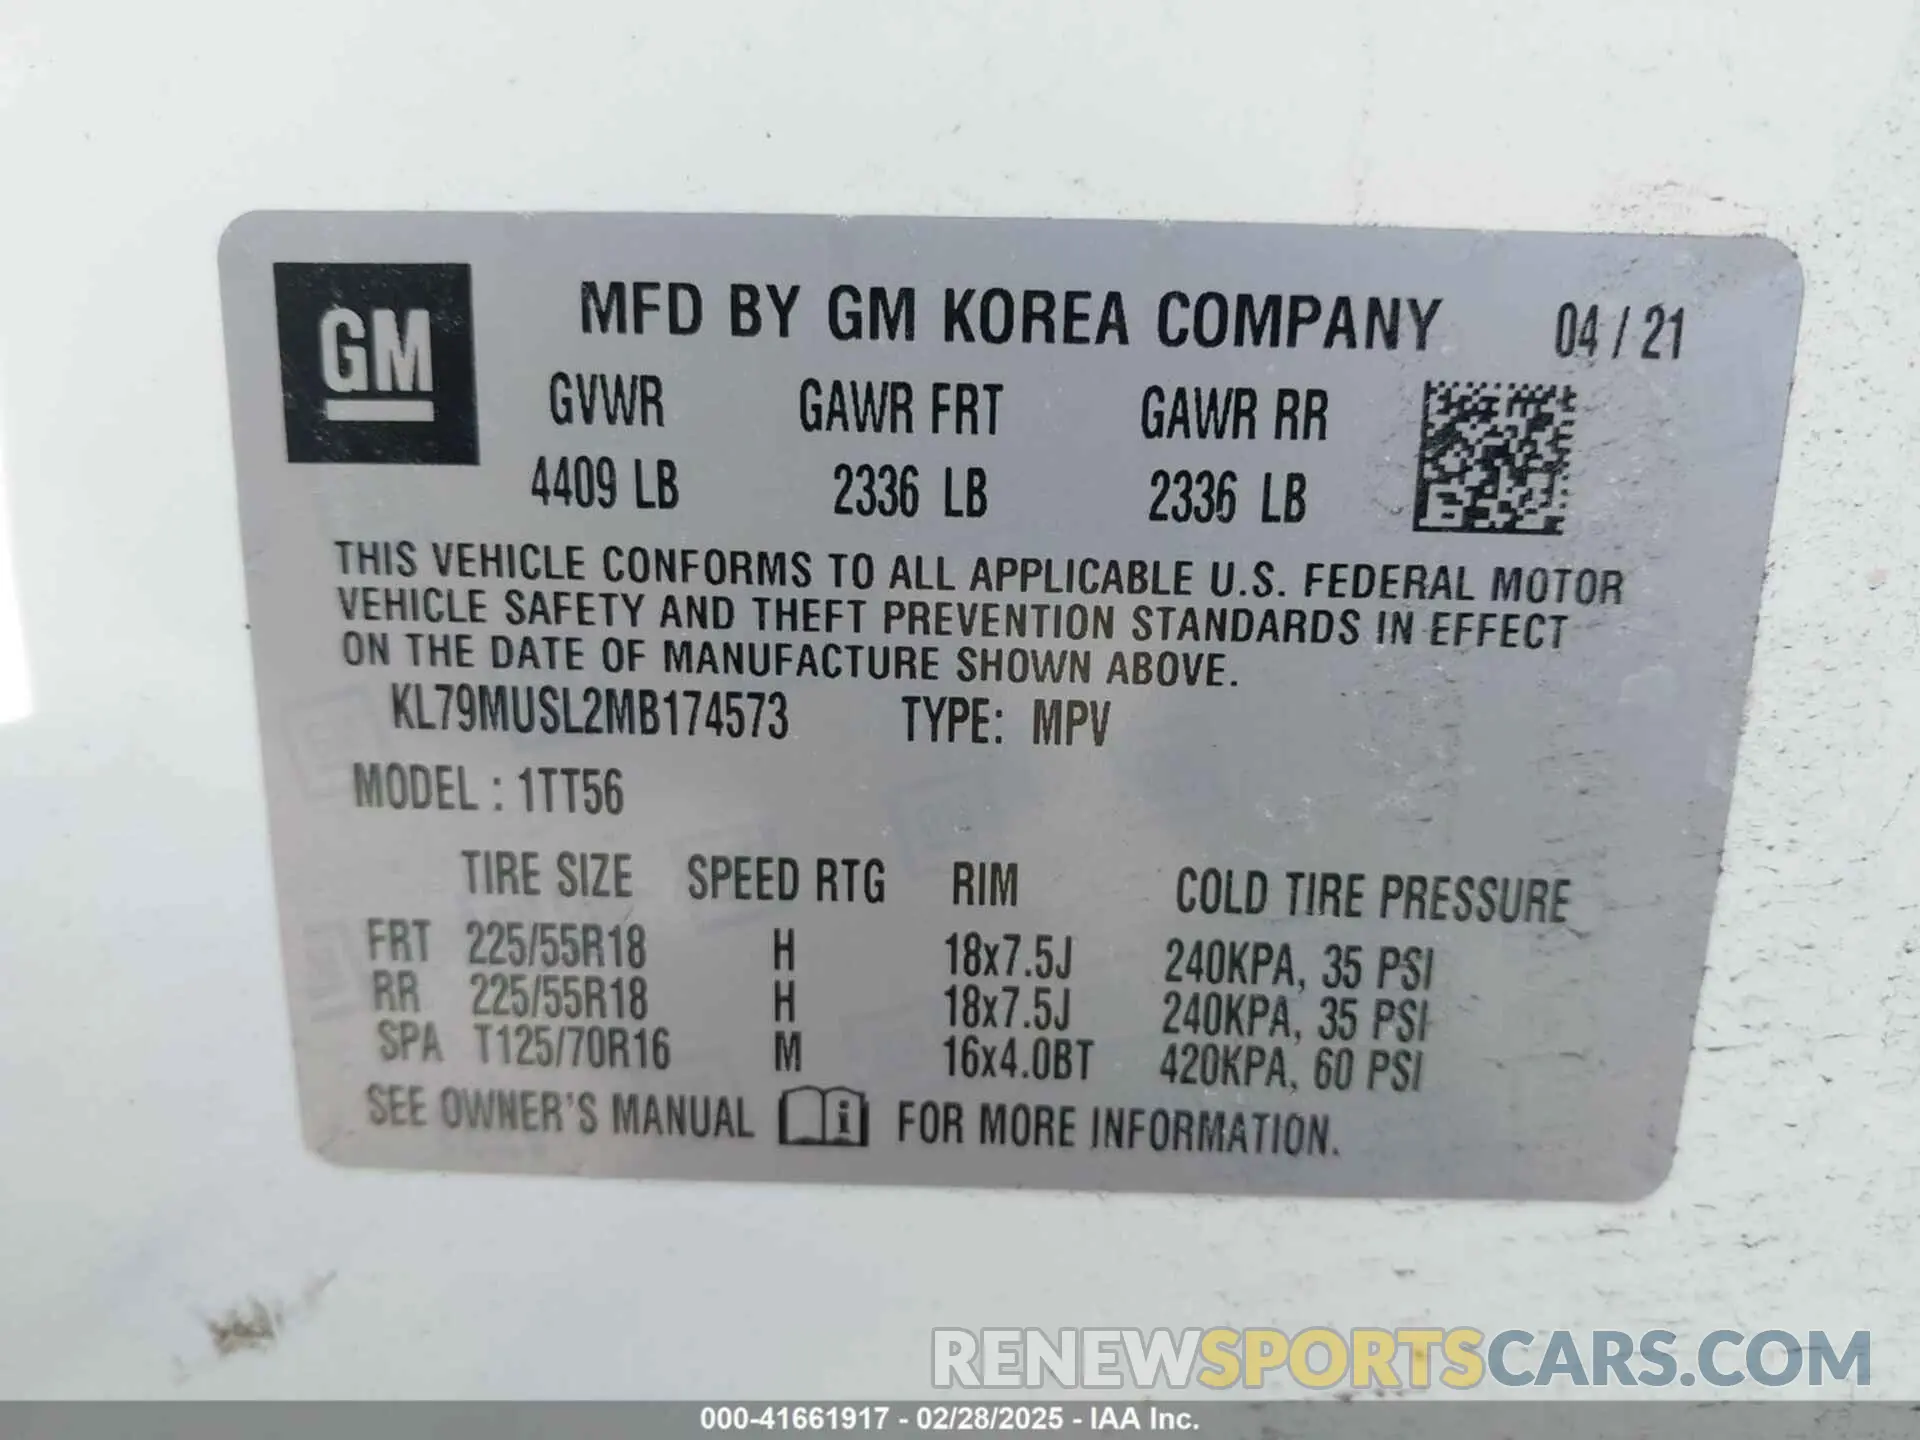 GM
MFD BY GM KOREA COMPANY 04 / 21
GVWR GAWR FRT GAWR RR
4409 LB 2336 LB 2336 LB
THIS VEHICLE CONFORMS TO ALL APPLICABLE U.S. FEDERAL MOTOR
VEHICLE SAFETY AND THEFT PREVENTION STANDARDS IN EFFECT
ON THE DATE OF MANUFACTURE SHOWN ABOVE.
KL79MUSL2MB174573 TYPE: MPV
MODEL : 1TT56
TIRE SIZE SPEED RTG RIM COLD TIRE PRESSURE
FRT 225/55R18 H 18x7.5J 240KPA, 35 PSI
RR 225/55R18 H 18x7.5J 240KPA, 35 PSI
SPA T125/70R16 M 16x4.0BT 420KPA, 60 PSI
SEE OWNER'S MANUAL i FOR MORE INFORMATION.
RENEWSPORTSCARS.COM
000-41661917 - 02/28/2025 - IAA Inc.